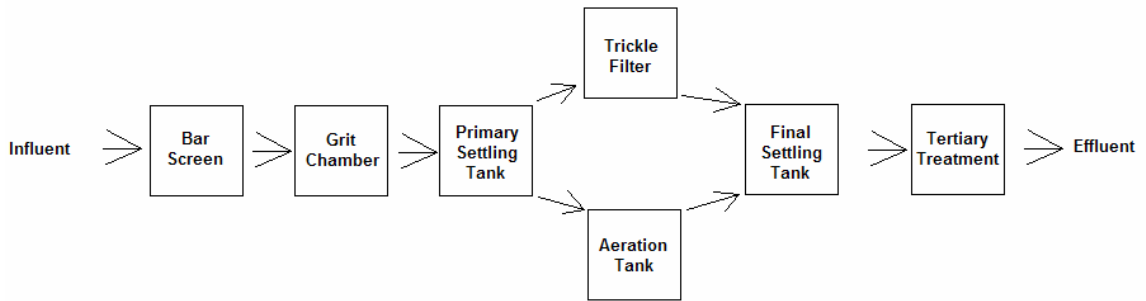 Influent
Bar
Screen
Grit
Chamber
Primary
Settling
Tank
Trickle
Filter
Aeration
Tank
Final
Settling
Tank
Tertiary
Treatment
Effluent